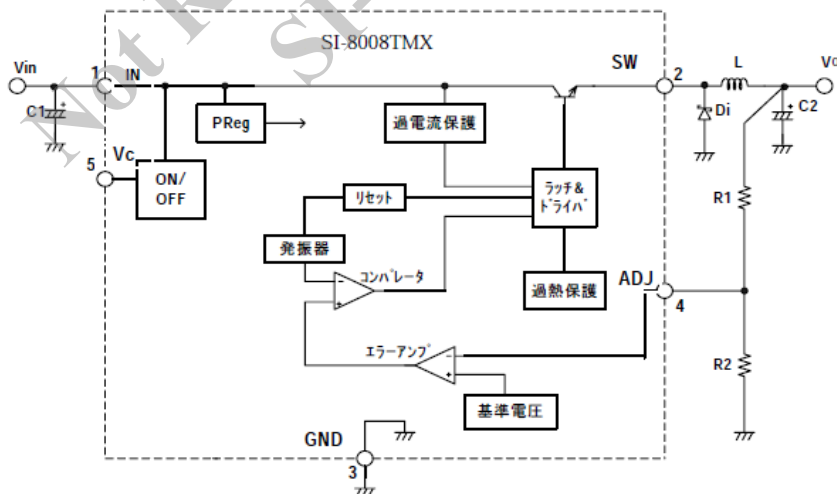 Not R
SI-
SI-8008TMX
Vin
1
IN
SW
2
L
C1
PReg
過電流保護
Di
C2
5
Vc
ON/
OFF
リセット
ラッチ&
ドライバ
R1
発振器
コンパレータ
-
+
過熱保護
ADJ
4
エラーアンプ
-
+
R2
基準電圧
GND
3